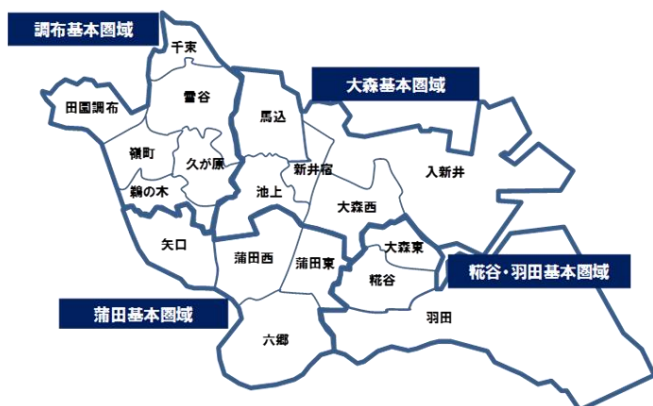 調布基本圏域
千束
大森基本圏域
田園調布
雪谷
馬込
嶺町
久が原
新井宿
入新井
鵜の木
池上
大森西
矢口
蒲田西
蒲田東
大森東
糀谷・羽田基本圏域
糀谷
蒲田基本圏域
羽田
六郷